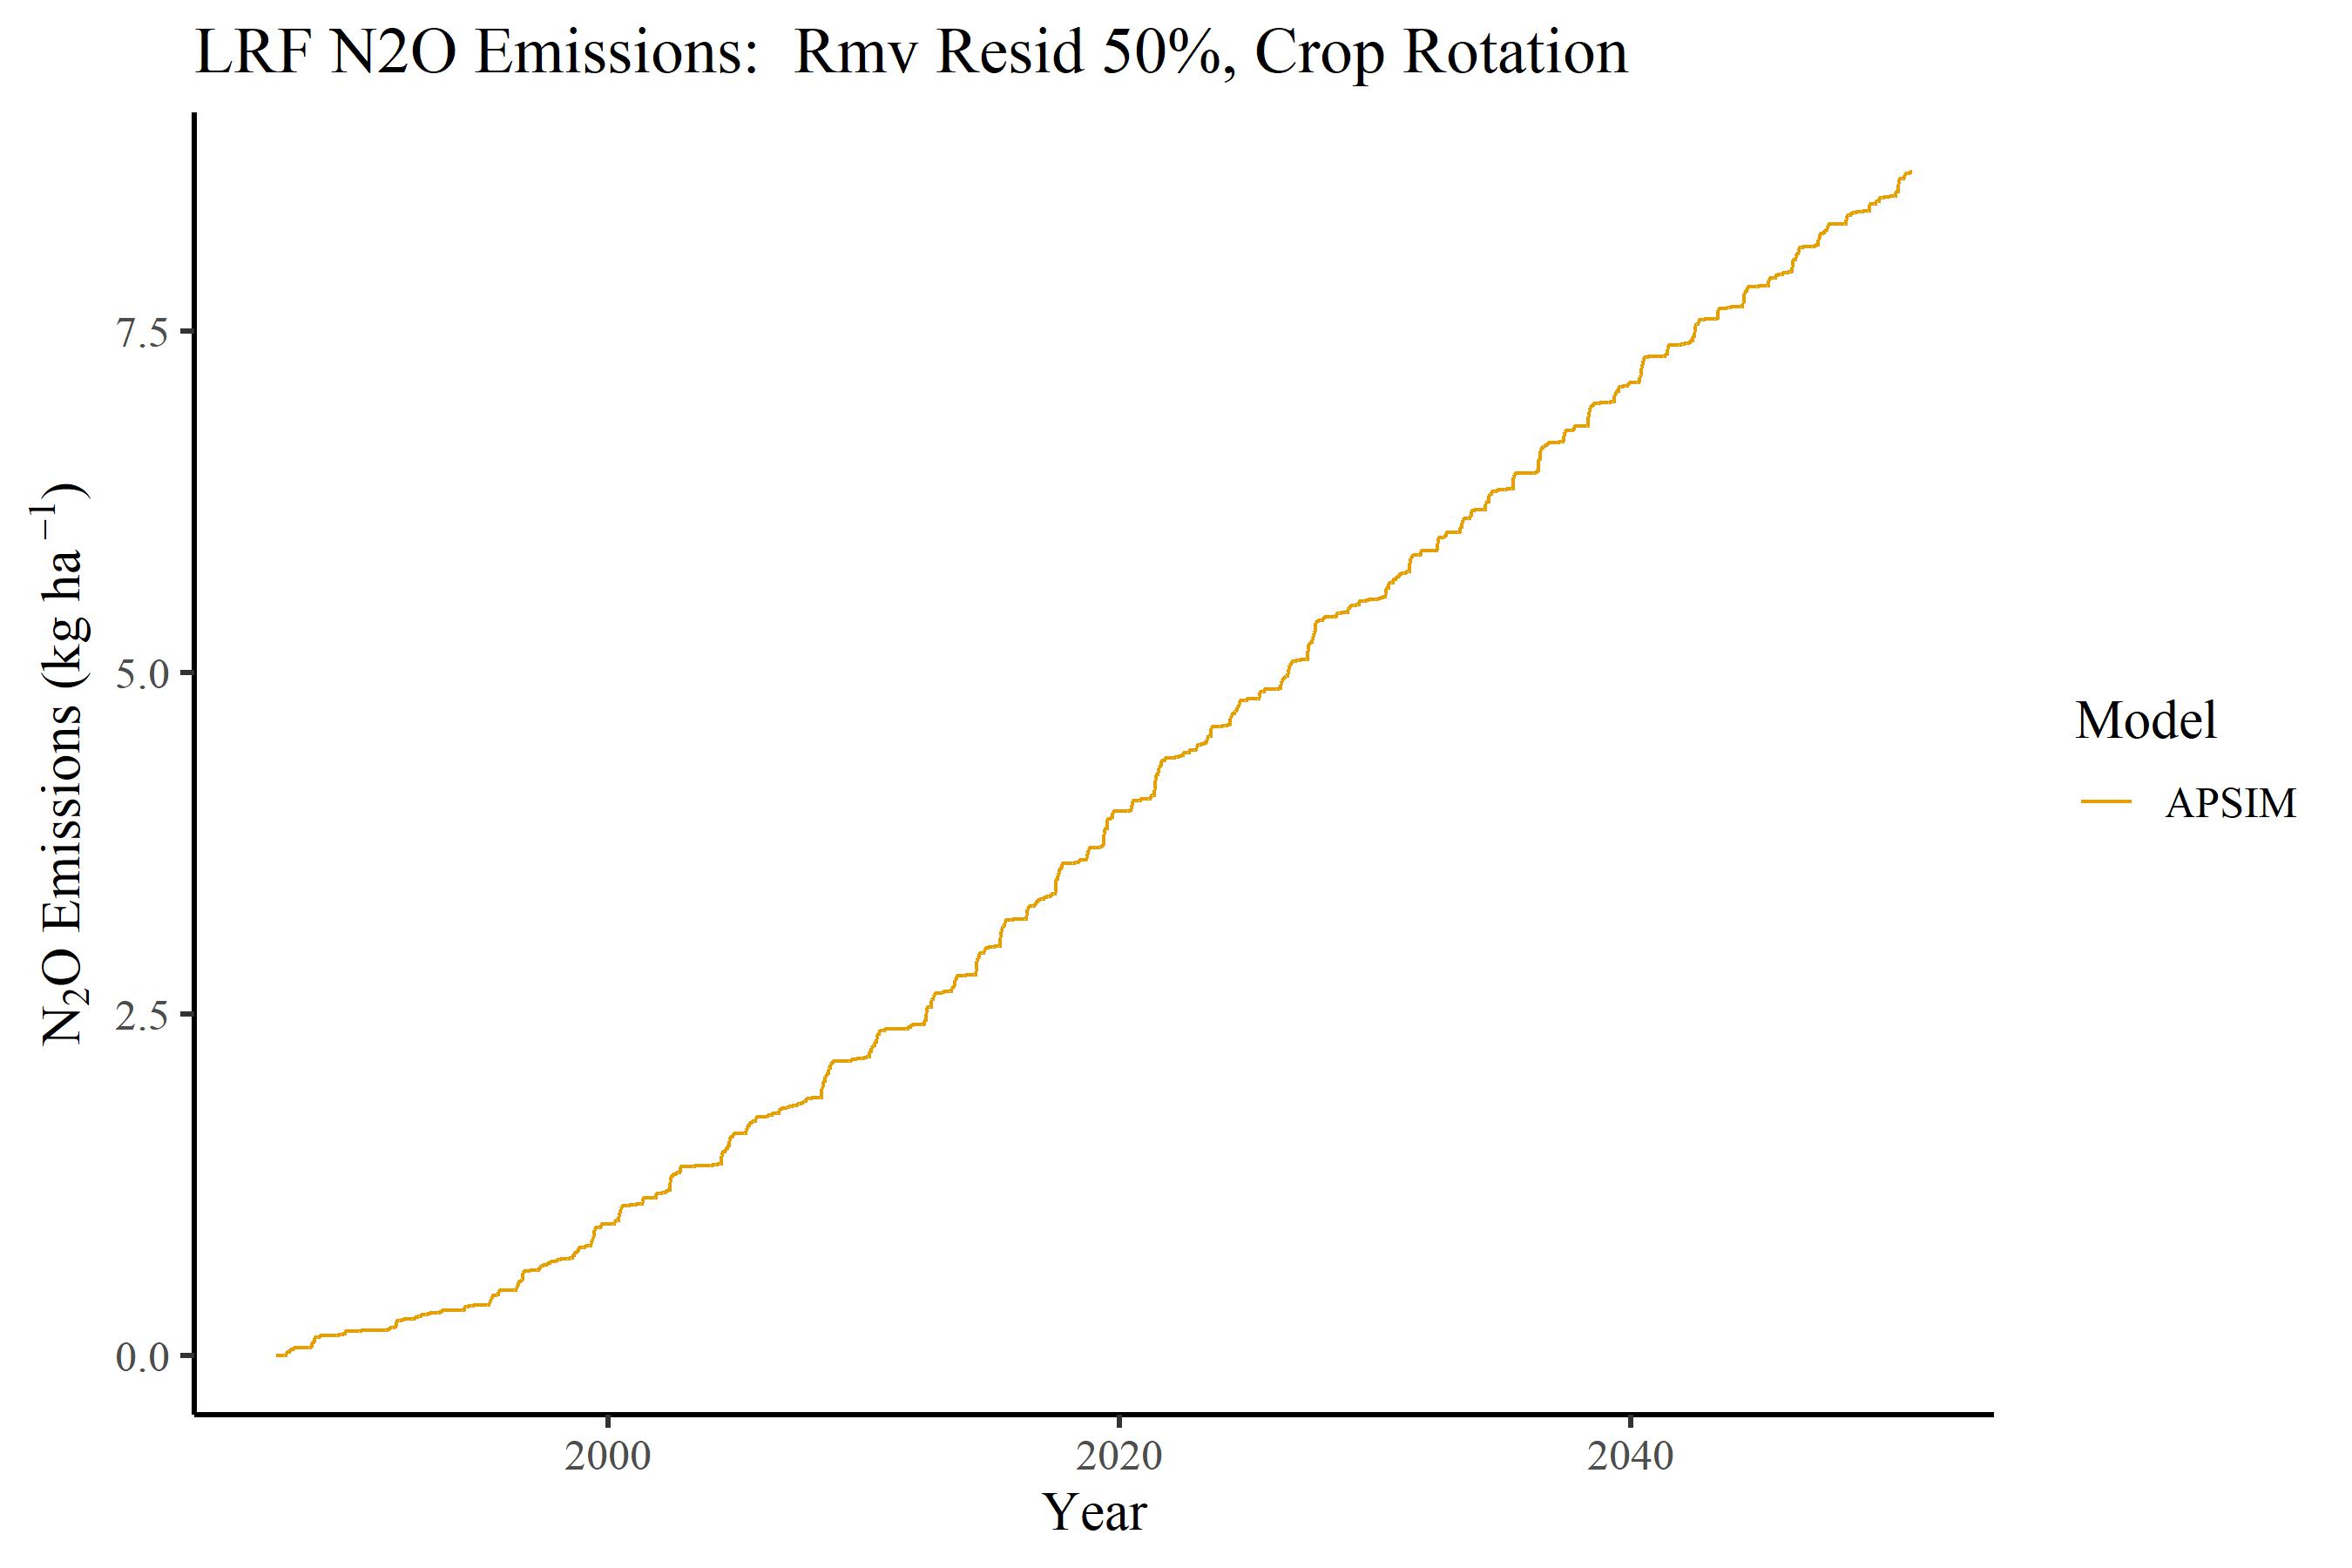 LRF N2O Emissions:  Rmv Resid 50%, Crop Rotation
N₂O Emissions (kg ha⁻¹)
7.5
5.0
2.5
0.0
2000 2020 2040
Year
Model
APSIM